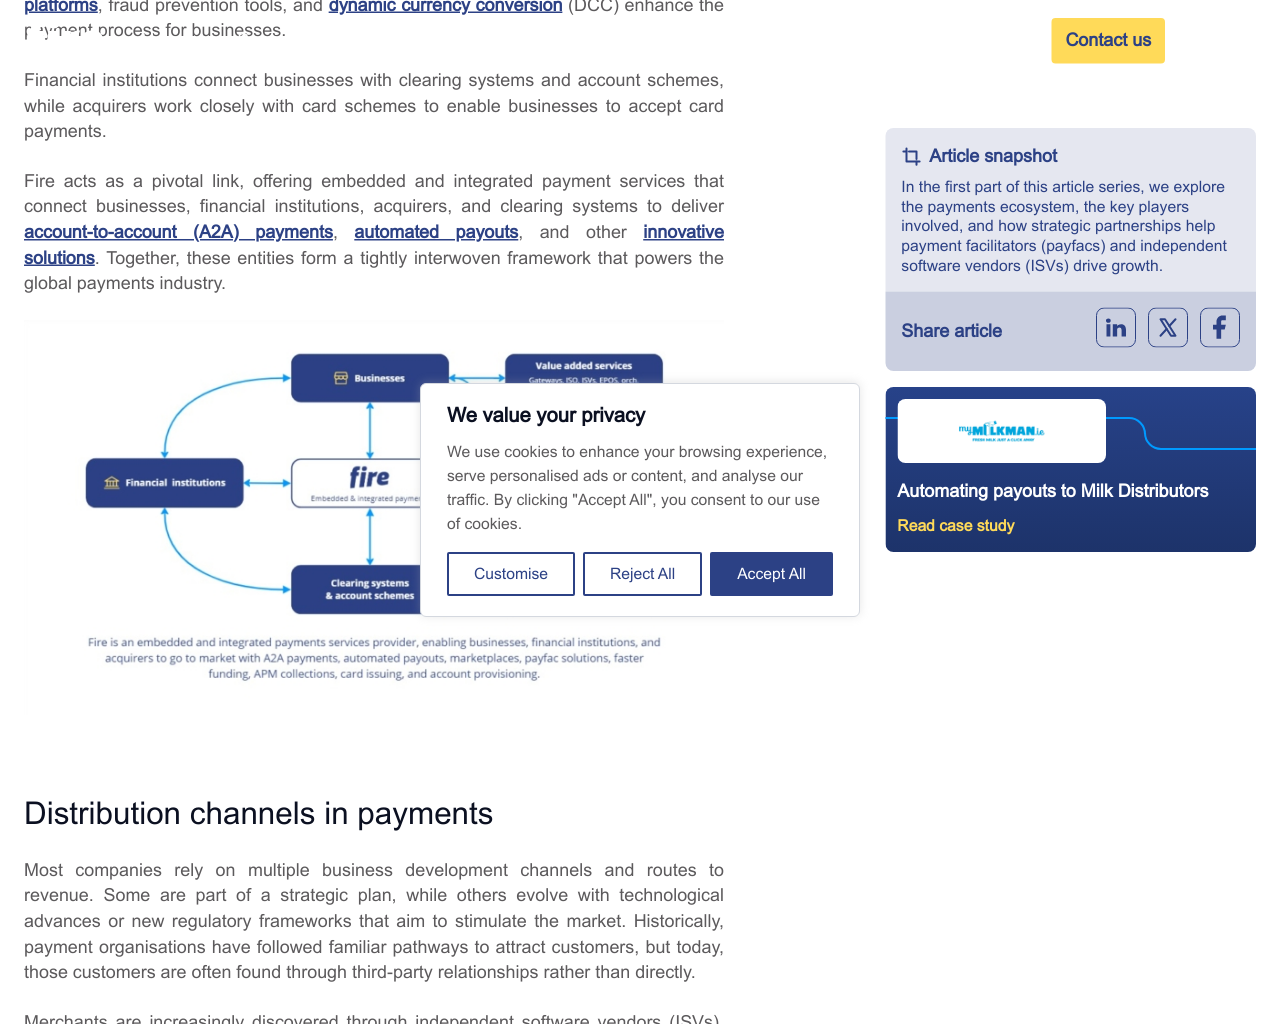 platforms, fraud prevention tools, and dynamic currency conversion (DCC) enhance the
payment process for businesses.
Financial institutions connect businesses with clearing systems and account schemes,
while acquirers work closely with card schemes to enable businesses to accept card
payments.
Fire acts as a pivotal link, offering embedded and integrated payment services that
connect businesses, financial institutions, acquirers, and clearing systems to deliver
account-to-account (A2A) payments, automated payouts, and other innovative
solutions. Together, these entities form a tightly interwoven framework that powers the
global payments industry.
Businesses
Value added services
Gateways, ISO, ISVs, EPOS, orch.
Financial institutions
fire
Embedded & integrated
Clearing systems
& account schemes
Fire is an embedded and integrated payments services provider, enabling businesses, financial institutions, and
acquirers to go to market with A2A payments, automated payouts, marketplaces, payfac solutions, faster
funding, APM collections, card issuing, and account provisioning.
We value your privacy
We use cookies to enhance your browsing experience,
serve personalised ads or content, and analyse our
traffic. By clicking "Accept All", you consent to our use
of cookies.
Customise
Reject All
Accept All
Distribution channels in payments
Most companies rely on multiple business development channels and routes to
revenue. Some are part of a strategic plan, while others evolve with technological
advances or new regulatory frameworks that aim to stimulate the market. Historically,
payment organisations have followed familiar pathways to attract customers, but today,
those customers are often found through third-party relationships rather than directly.
Merchants are increasingly discovered through independent software vendors (ISVs),
Contact us
Article snapshot
In the first part of this article series, we explore
the payments ecosystem, the key players
involved, and how strategic partnerships help
payment facilitators (payfacs) and independent
software vendors (ISVs) drive growth.
Share article
myMILKMAN.ie
FRESH MILK, JUST A CLICK AWAY
Automating payouts to Milk Distributors
Read case study